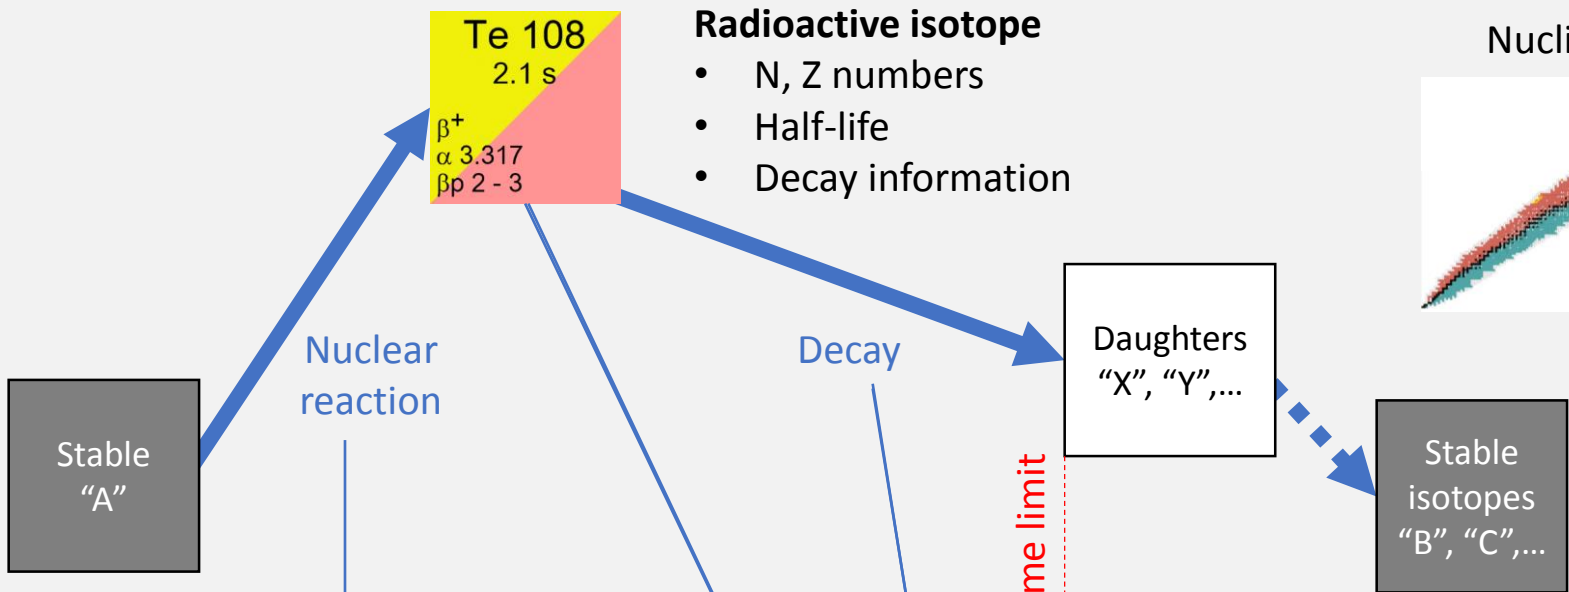 Te 108
2.1 s
β+
α 3.317
βp 2 - 3
Radioactive isotope
• N, Z numbers
• Half-life
• Decay information
Nuclear
reaction
Decay
Stable
“A”
Daughters
“X”, “Y”,...
limit
Stable
isotopes
“B”, “C”,...